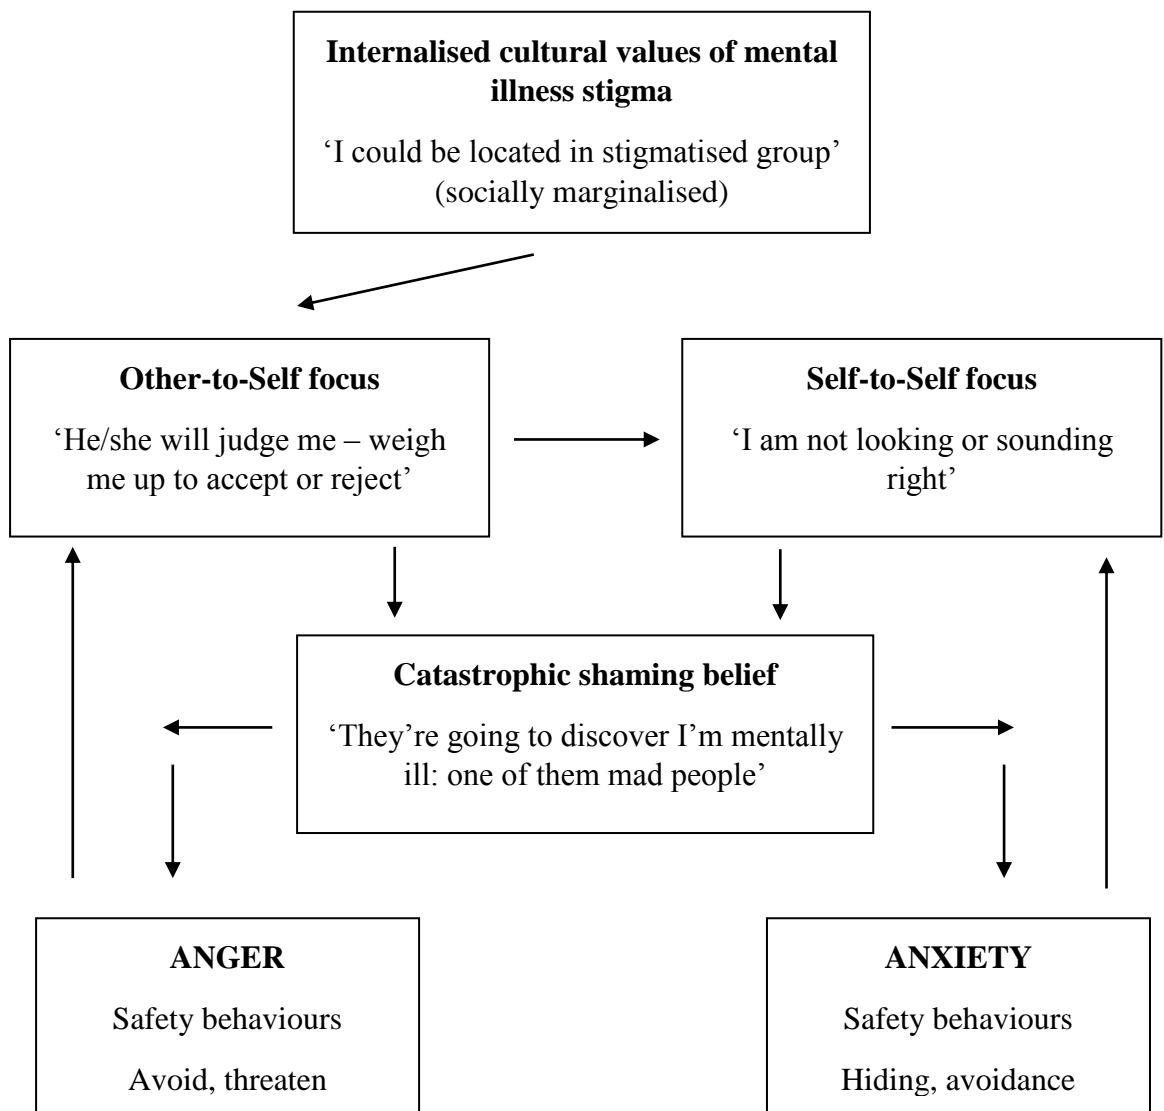 Internalised cultural values of mental
illness stigma
‘I could be located in stigmatised group’
(socially marginalised)
Other-to-Self focus
‘He/she will judge me – weigh
me up to accept or reject’
Self-to-Self focus
‘I am not looking or sounding
right’
Catastrophic shaming belief
‘They’re going to discover I’m mentally
ill: one of them mad people’
ANGER
Safety behaviours
Avoid, threaten
ANXIETY
Safety behaviours
Hiding, avoidance